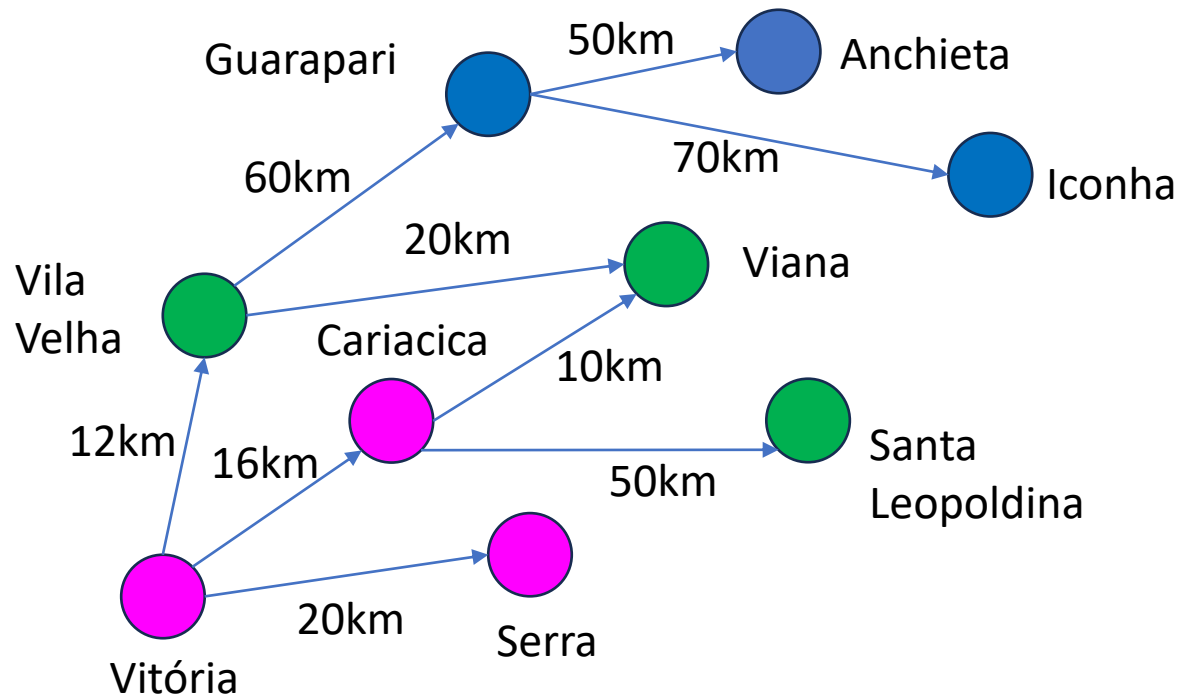 50km
Guarapari
Anchieta
70km
60km
Iconha
20km
Vila
Velha
Viana
Cariacica
10km
12km
16km
50km
Santa
Leopoldina
20km
Serra
Vitória